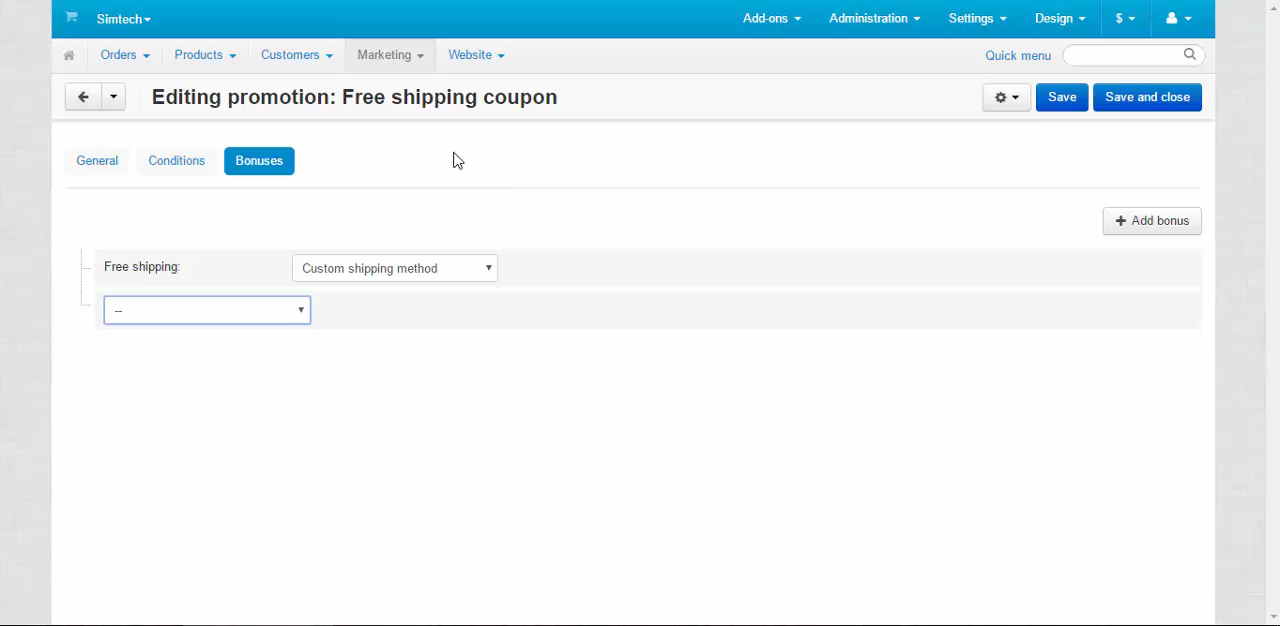 Simtech Add-ons Administration Settings Design $
Orders Products Customers Marketing Website Quick menu
Editing promotion: Free shipping coupon Save Save and close
General Conditions Bonuses
Add bonus
Free shipping: Custom shipping method
--